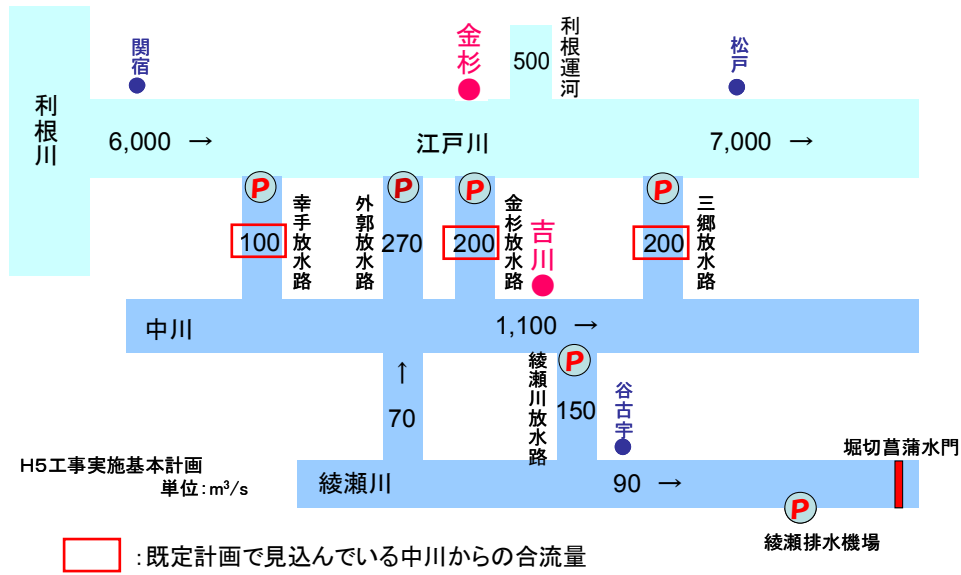 関宿
金杉
500
利根運河
松戸
利根川
6,000 →
江戸川
7,000 →
P
P
P
P
100
幸手放水路
外郭放水路
270
200
金杉放水路
吉川
200
三郷放水路
中川
1,100 →
↑
70
綾瀬川放水路
P
150
谷古宇
堀切菖蒲水門
H5工事実施基本計画
単位:m³/s
綾瀬川
90 →
P
綾瀬排水機場
:既定計画で見込んでいる中川からの合流量